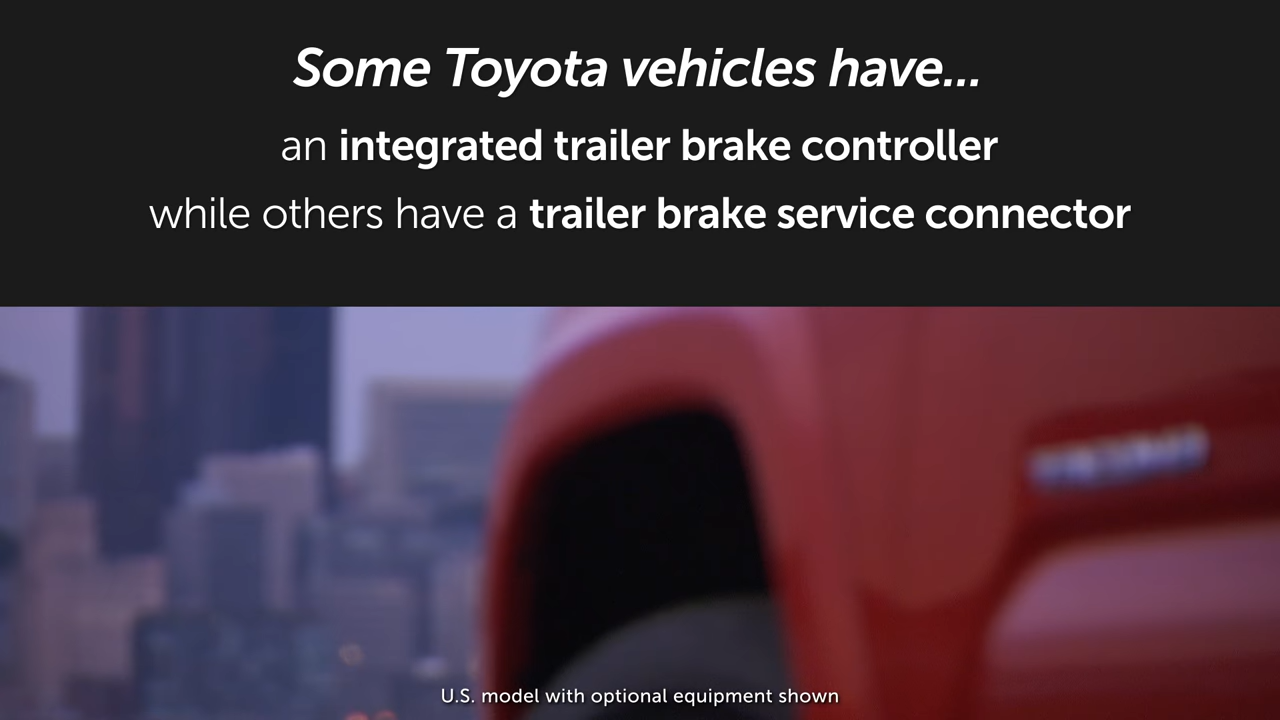 Some Toyota vehicles have...
an integrated trailer brake controller
while others have a trailer brake service connector
U.S. model with optional equipment shown